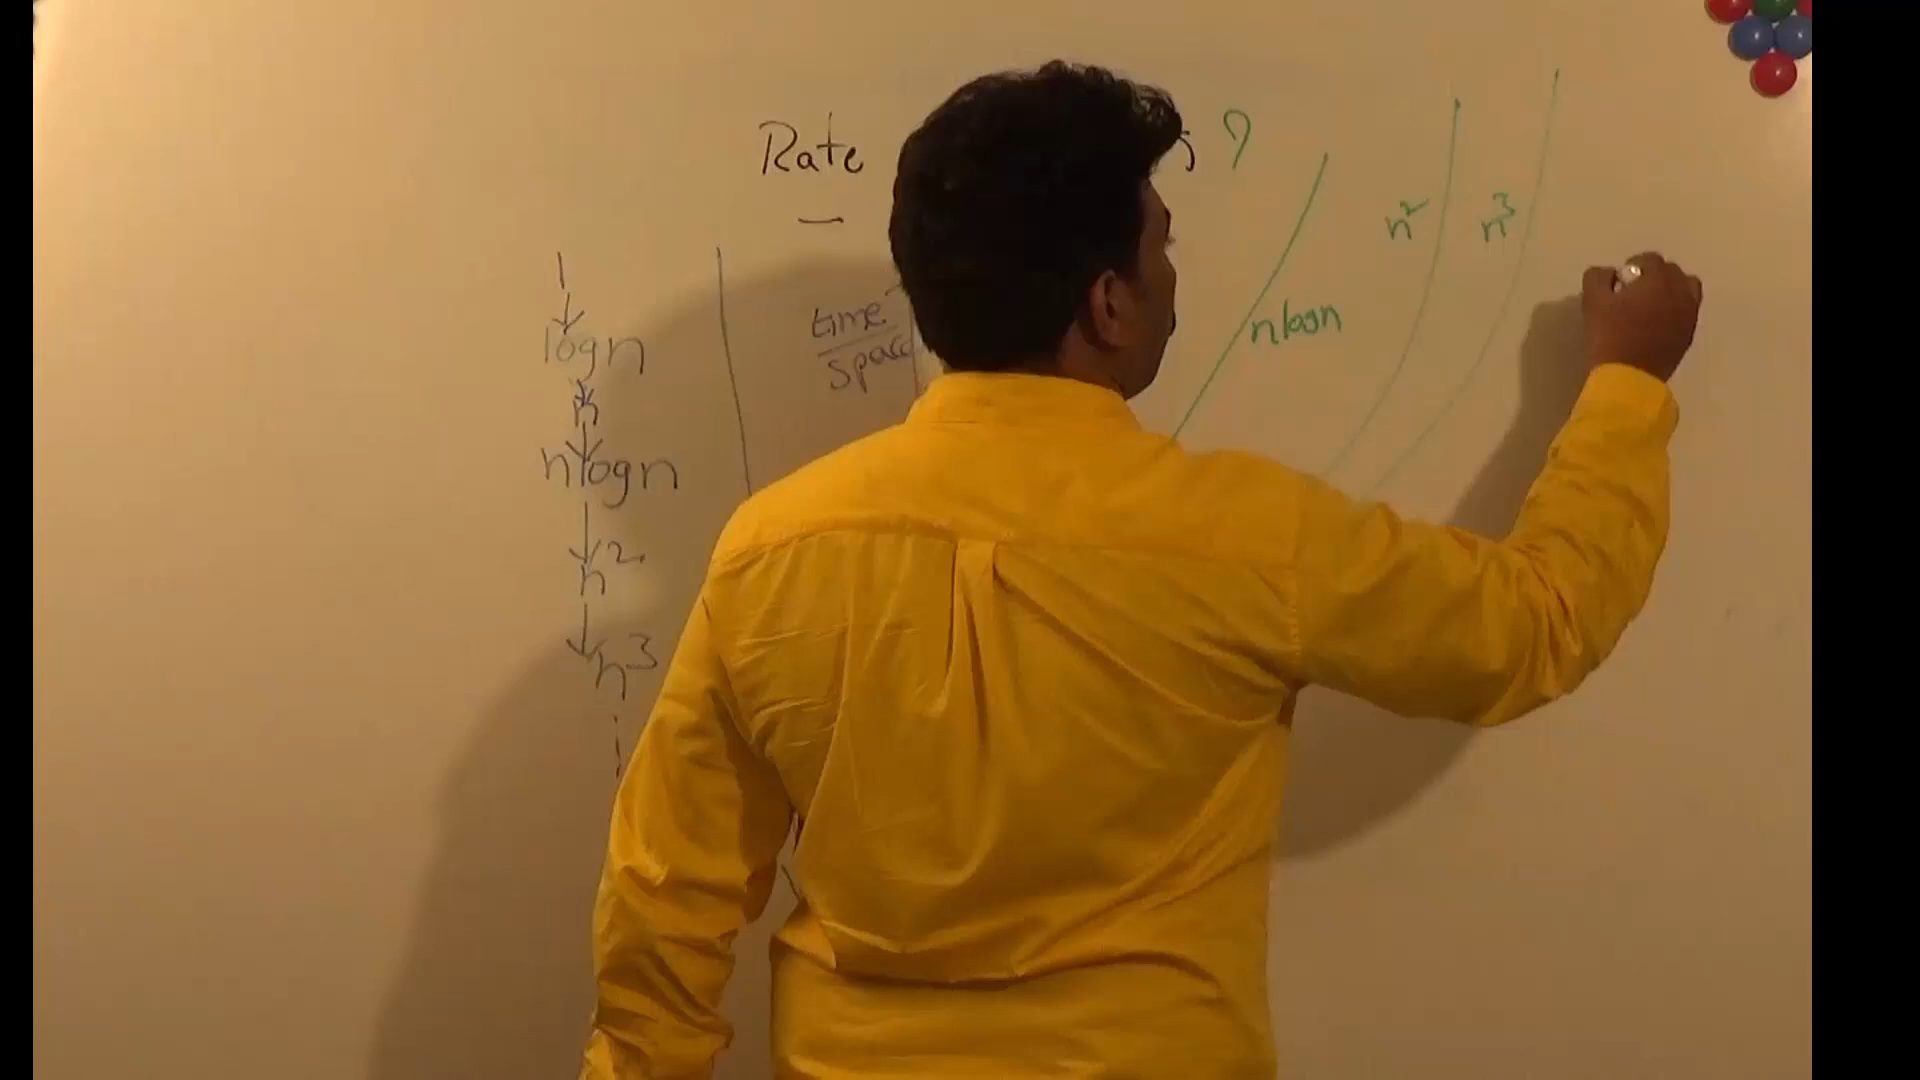 Rate ?
1
logn
n
nlogn
n²
n³
time
space
nlogn
n²
n³